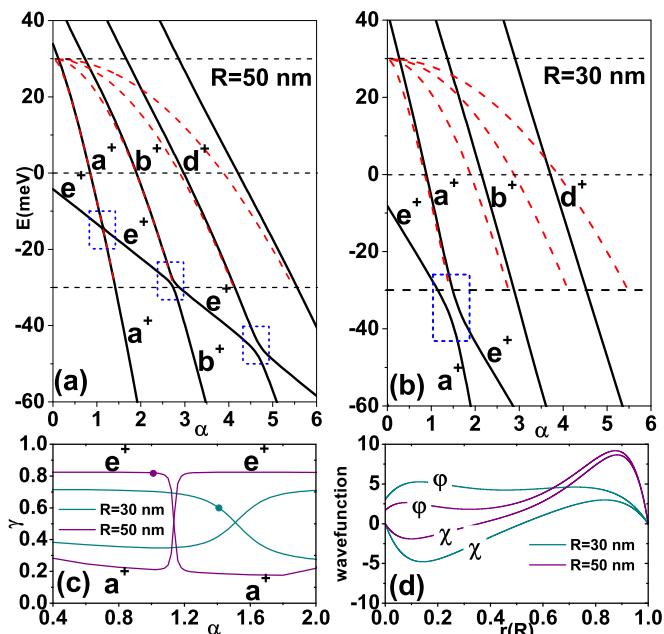 40
20
0
-20
-40
-60
E(meV)
R=50 nm
a+
b+
d+
e+
e+
e+
a+
b+
(a)
0 1 2 3 4 5 6
α
40
20
0
-20
-40
-60
R=30 nm
e+
a+
b+
d+
a+
e+
(b)
0 1 2 3 4 5 6
α
1.0
0.8
0.6
0.4
0.2
0.0
γ
e+ e+
R=30 nm
R=50 nm
a+ a+
(c)
0.4 0.8 1.2 1.6 2.0
α
10
5
0
-5
wavefunction
φ
φ
χ
χ
R=30 nm
R=50 nm
(d)
0.0 0.2 0.4 0.6 0.8 1.0
r(R)